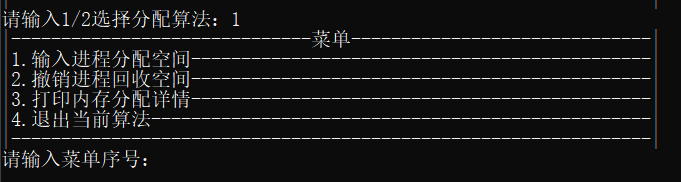 请输入1/2选择分配算法：1
|------------------------------菜单------------------------------|
|1.输入进程分配空间----------------------------------------------|
|2.撤销进程回收空间----------------------------------------------|
|3.打印内存分配详情----------------------------------------------|
|4.退出当前算法--------------------------------------------------|
|----------------------------------------------------------------|
请输入菜单序号：